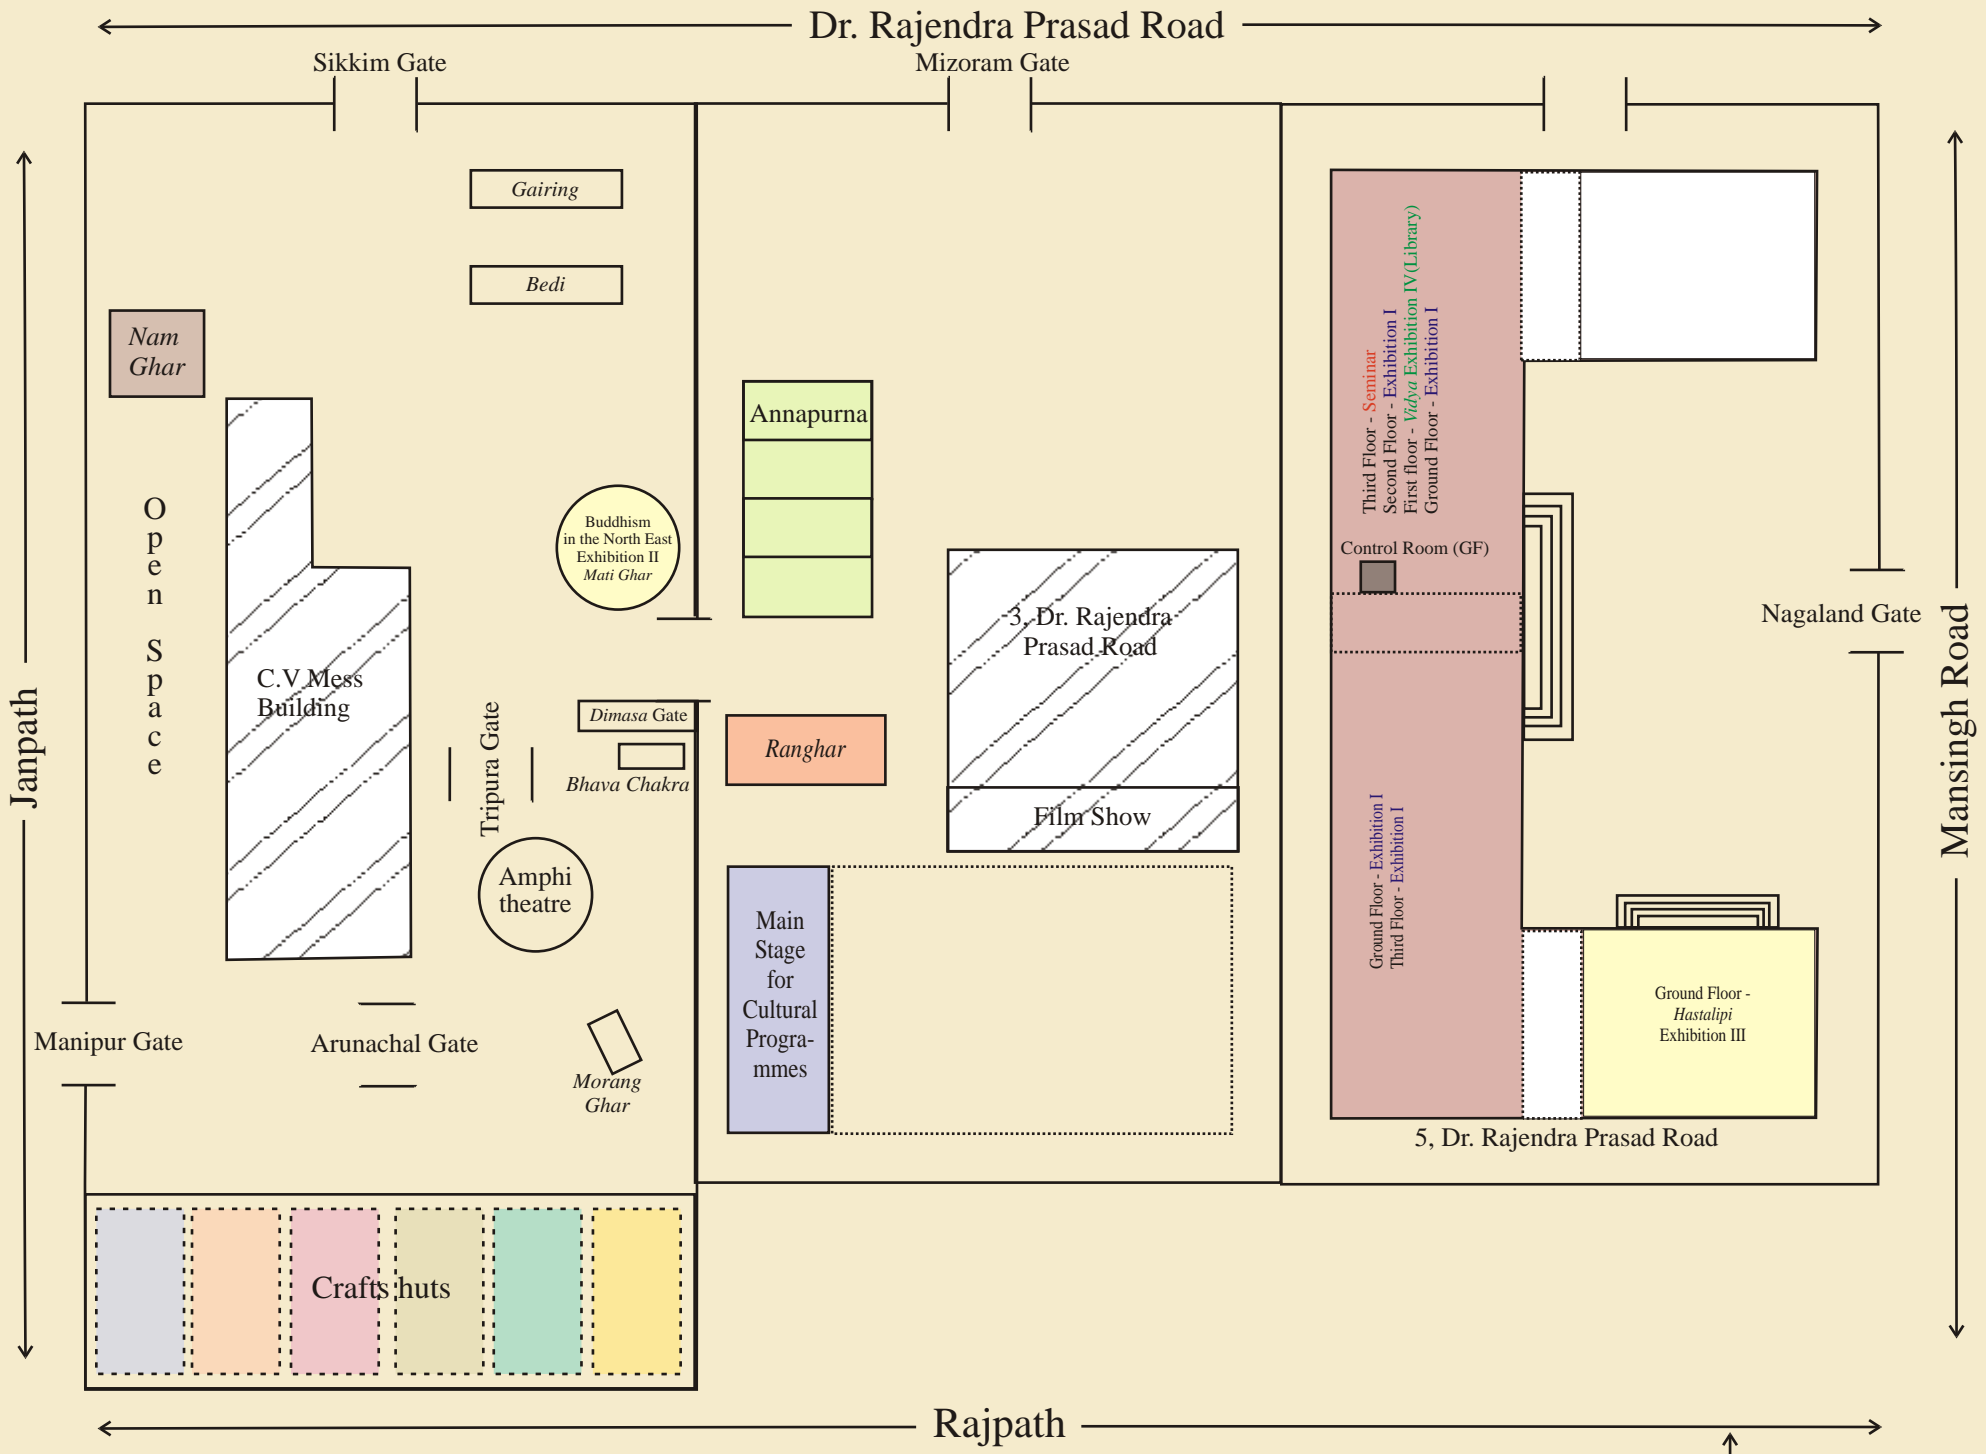 Dr. Rajendra Prasad Road
Sikkim Gate
Mizoram Gate
Gairing
Bedi
Nam
Ghar
Open Space
C.V Mess
Building
Buddhism
in the North East
Exhibition II
Mati Ghar
Tripura Gate
Dimasa Gate
Bhava Chakra
Amphi
theatre
Manipur Gate
Arunachal Gate
Morang
Ghar
Crafts huts
Annapurna
Ranghar
3, Dr. Rajendra
Prasad Road
Film Show
Main
Stage
for
Cultural
Progra-
mmes
Third Floor - Seminar
Second Floor - Exhibition I
First floor - Vidya Exhibition IV(Library)
Ground Floor - Exhibition I
Control Room (GF)
Ground Floor - Exhibition I
Third Floor - Exhibition I
Ground Floor -
Hastalipi
Exhibition III
5, Dr. Rajendra Prasad Road
Nagaland Gate
Janpath
Mansingh Road
Rajpath